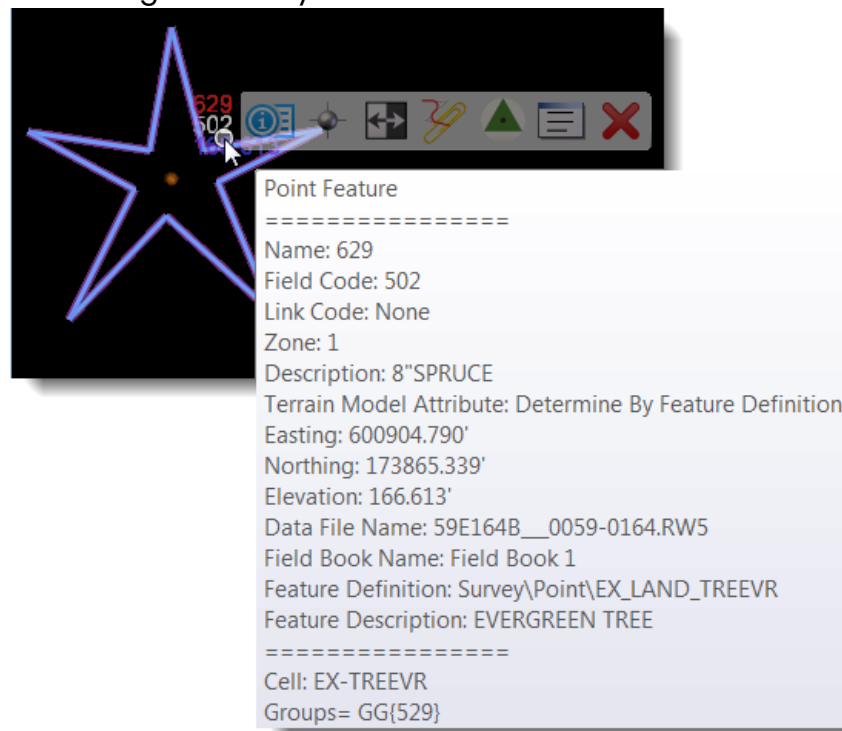 629
502
Point Feature
================
Name: 629
Field Code: 502
Link Code: None
Zone: 1
Description: 8"SPRUCE
Terrain Model Attribute: Determine By Feature Definition
Easting: 600904.790'
Northing: 173865.339'
Elevation: 166.613'
Data File Name: 59E164B__0059-0164.RW5
Field Book Name: Field Book 1
Feature Definition: Survey\Point\EX_LAND_TREEVR
Feature Description: EVERGREEN TREE
================
Cell: EX-TREEVR
Groups= GG{529}